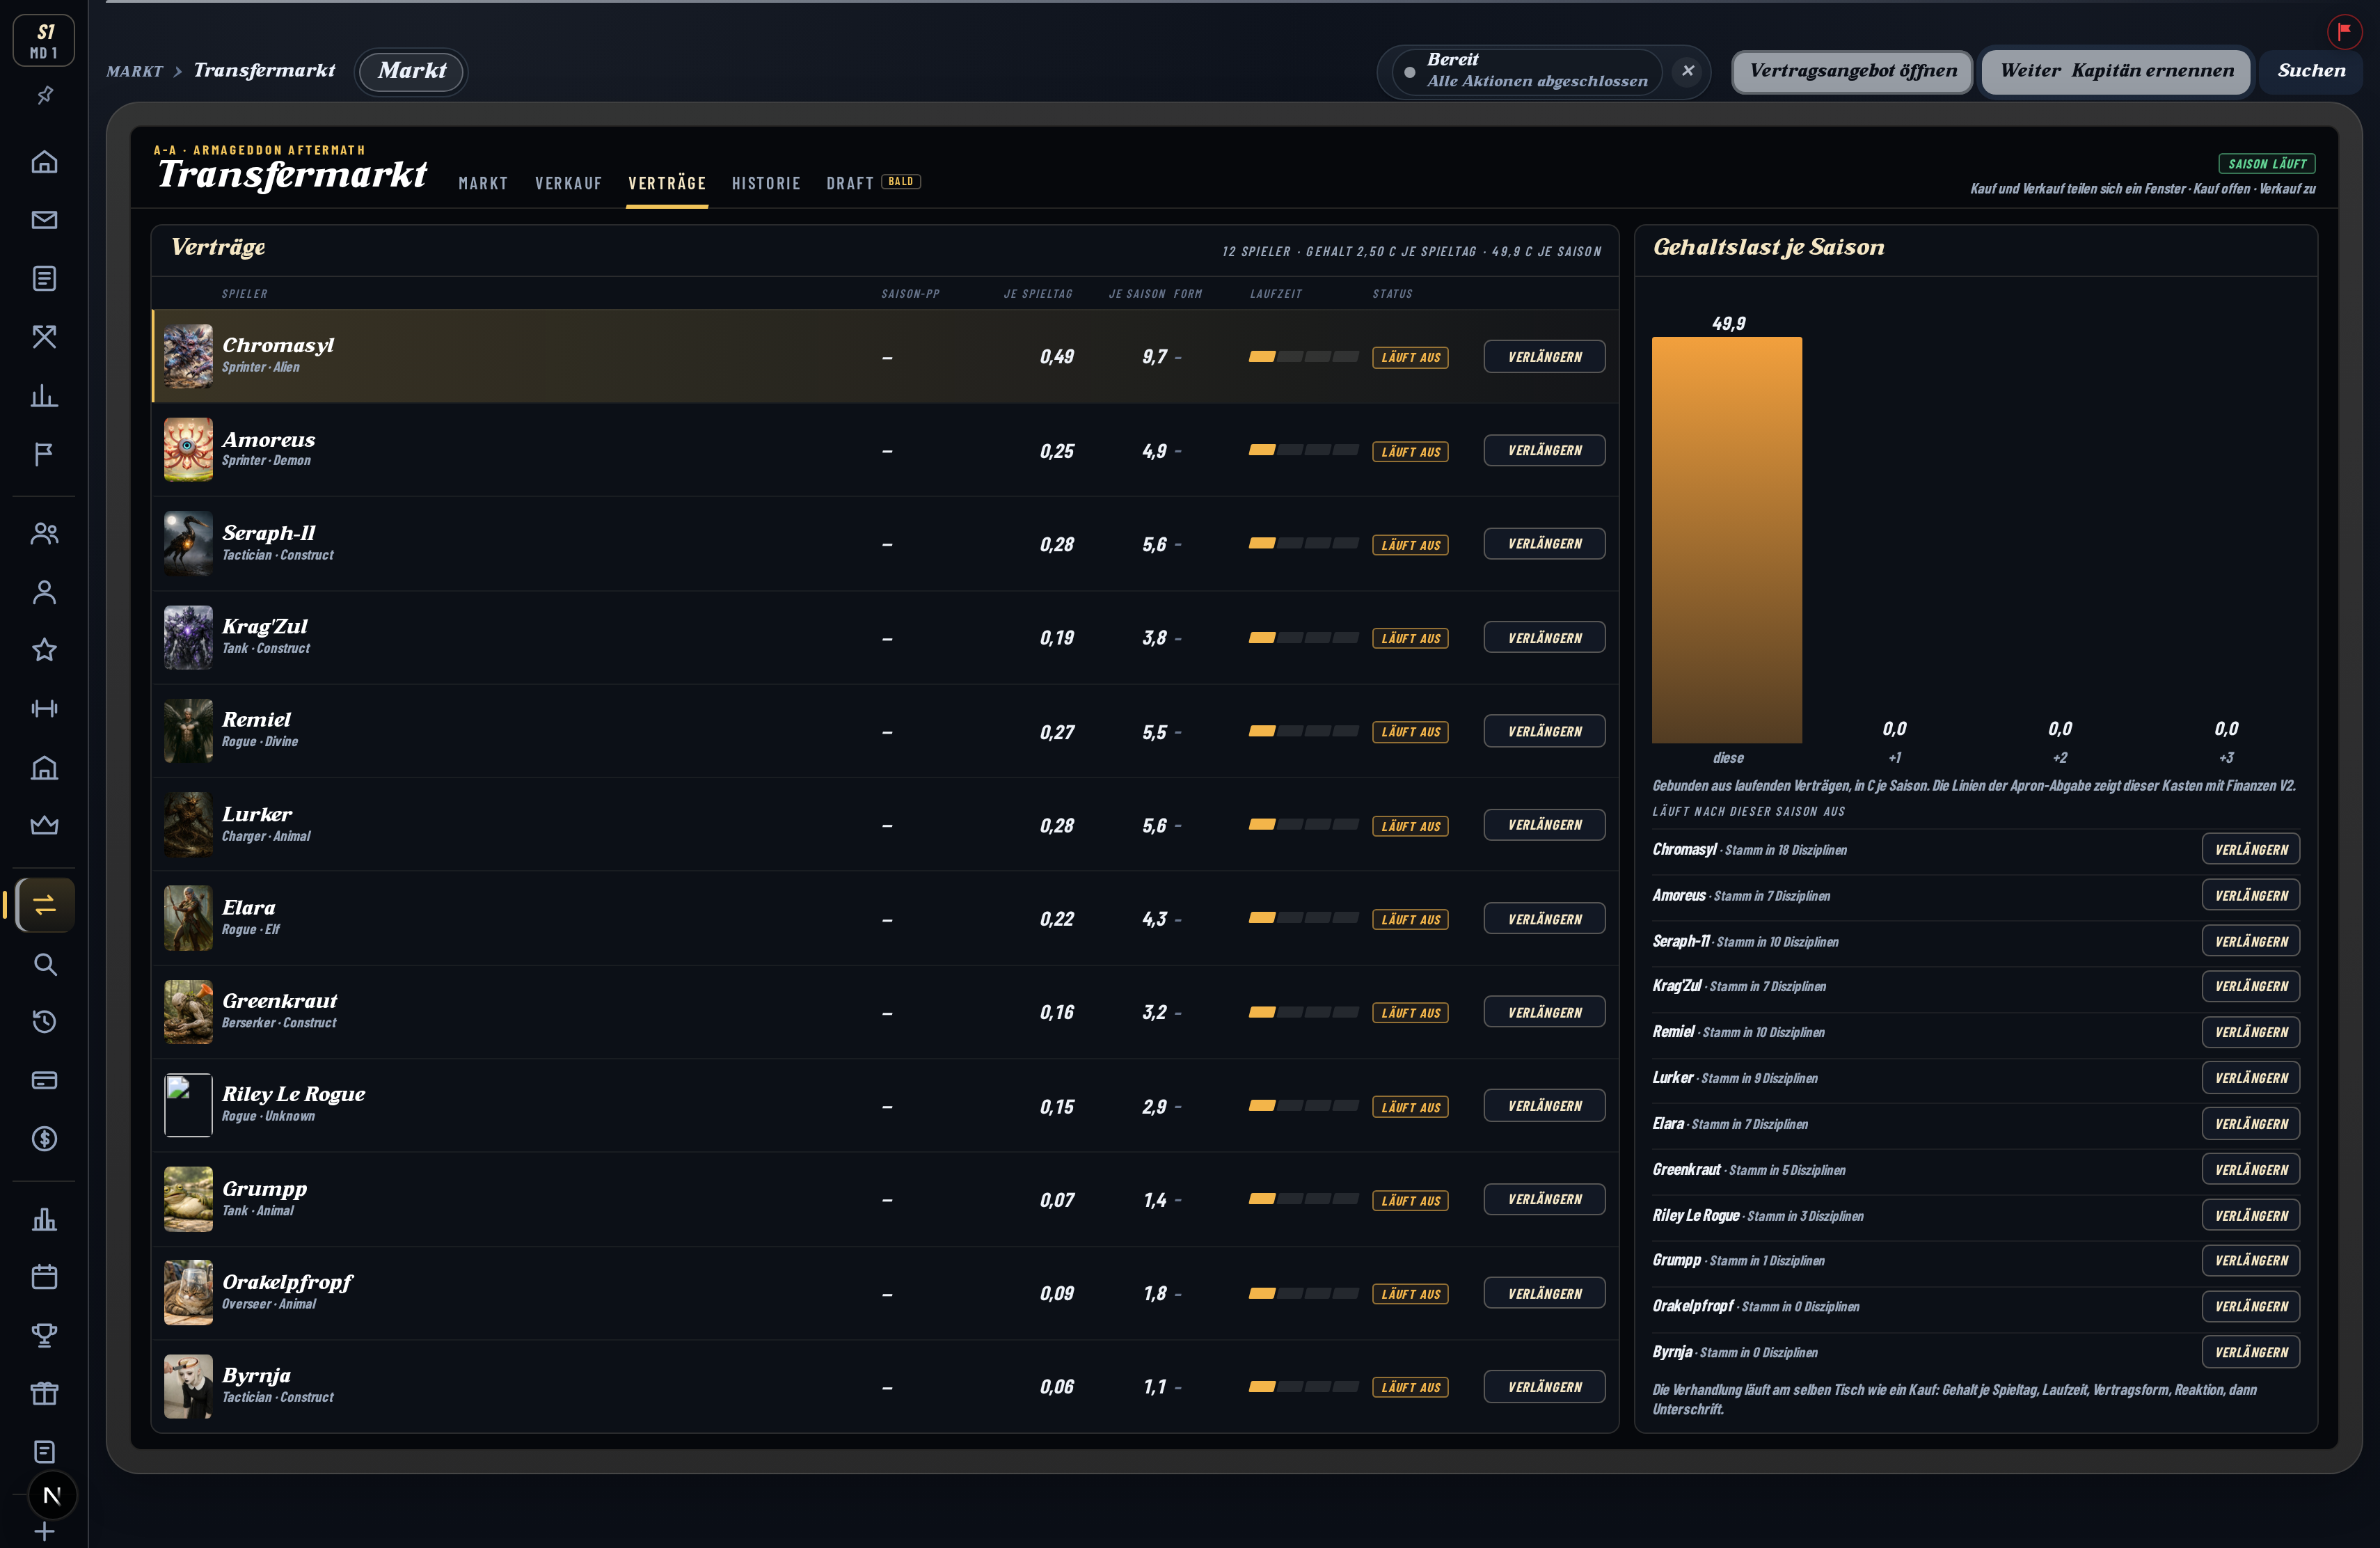 S1
MD 1
MARKT > Transfermarkt Markt
Bereit
Alle Aktionen abgeschlossen
Vertragsangebot öffnen
Weiter Kapitän ernennen
Suchen
A-A · ARMAGEDDON AFTERMATH
Transfermarkt
MARKT VERKAUF VERTRÄGE HISTORIE DRAFT BALD
SAISON LÄUFT
Kauf und Verkauf teilen sich ein Fenster · Kauf offen · Verkauf zu
Verträge
12 SPIELER · GEHALT 2,50 C JE SPIELTAG · 49,9 C JE SAISON
SPIELER SAISON-PP JE SPIELTAG JE SAISON FORM LAUFZEIT STATUS
Chromasyl
Sprinter · Alien
– 0,49 9,7 – LÄUFT AUS VERLÄNGERN
Amoreus
Sprinter · Demon
– 0,25 4,9 – LÄUFT AUS VERLÄNGERN
Seraph-11
Tactician · Construct
– 0,28 5,6 – LÄUFT AUS VERLÄNGERN
Krag'Zul
Tank · Construct
– 0,19 3,8 – LÄUFT AUS VERLÄNGERN
Remiel
Rogue · Divine
– 0,27 5,5 – LÄUFT AUS VERLÄNGERN
Lurker
Charger · Animal
– 0,28 5,6 – LÄUFT AUS VERLÄNGERN
Elara
Rogue · Elf
– 0,22 4,3 – LÄUFT AUS VERLÄNGERN
Greenkraut
Berserker · Construct
– 0,16 3,2 – LÄUFT AUS VERLÄNGERN
Riley Le Rogue
Rogue · Unknown
– 0,15 2,9 – LÄUFT AUS VERLÄNGERN
Grumpp
Tank · Animal
– 0,07 1,4 – LÄUFT AUS VERLÄNGERN
Orakelpfropf
Overseer · Animal
– 0,09 1,8 – LÄUFT AUS VERLÄNGERN
Byrnja
Tactician · Construct
– 0,06 1,1 – LÄUFT AUS VERLÄNGERN
Gehaltslast je Saison
49,9 0,0 0,0 0,0
diese +1 +2 +3
Gebunden aus laufenden Verträgen, in C je Saison. Die Linien der Apron-Abgabe zeigt dieser Kasten mit Finanzen V2.
LÄUFT NACH DIESER SAISON AUS
Chromasyl · Stamm in 18 Disziplinen VERLÄNGERN
Amoreus · Stamm in 7 Disziplinen VERLÄNGERN
Seraph-11 · Stamm in 10 Disziplinen VERLÄNGERN
Krag'Zul · Stamm in 7 Disziplinen VERLÄNGERN
Remiel · Stamm in 10 Disziplinen VERLÄNGERN
Lurker · Stamm in 9 Disziplinen VERLÄNGERN
Elara · Stamm in 7 Disziplinen VERLÄNGERN
Greenkraut · Stamm in 5 Disziplinen VERLÄNGERN
Riley Le Rogue · Stamm in 3 Disziplinen VERLÄNGERN
Grumpp · Stamm in 1 Disziplinen VERLÄNGERN
Orakelpfropf · Stamm in 0 Disziplinen VERLÄNGERN
Byrnja · Stamm in 0 Disziplinen VERLÄNGERN
Die Verhandlung läuft am selben Tisch wie ein Kauf: Gehalt je Spieltag, Laufzeit, Vertragsform, Reaktion, dann
Unterschrift.
N